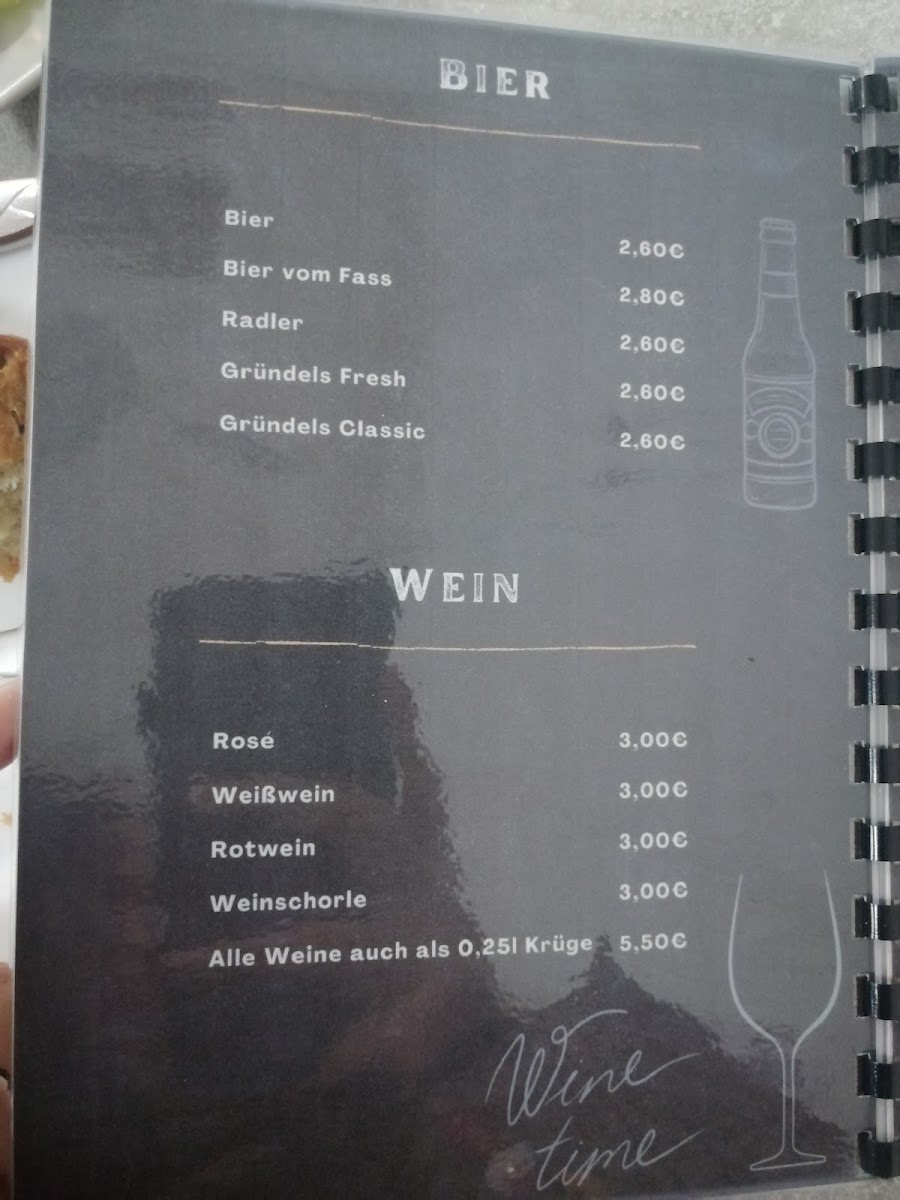 BIER
Bier 2,60€
Bier vom Fass 2,80€
Radler 2,60€
Gründels Fresh 2,60€
Gründels Classic 2,60€
WEIN
Rosé 3,00€
Weißwein 3,00€
Rotwein 3,00€
Weinschorle 3,00€
Alle Weine auch als 0,25l Krüge 5,50€
Wine
time